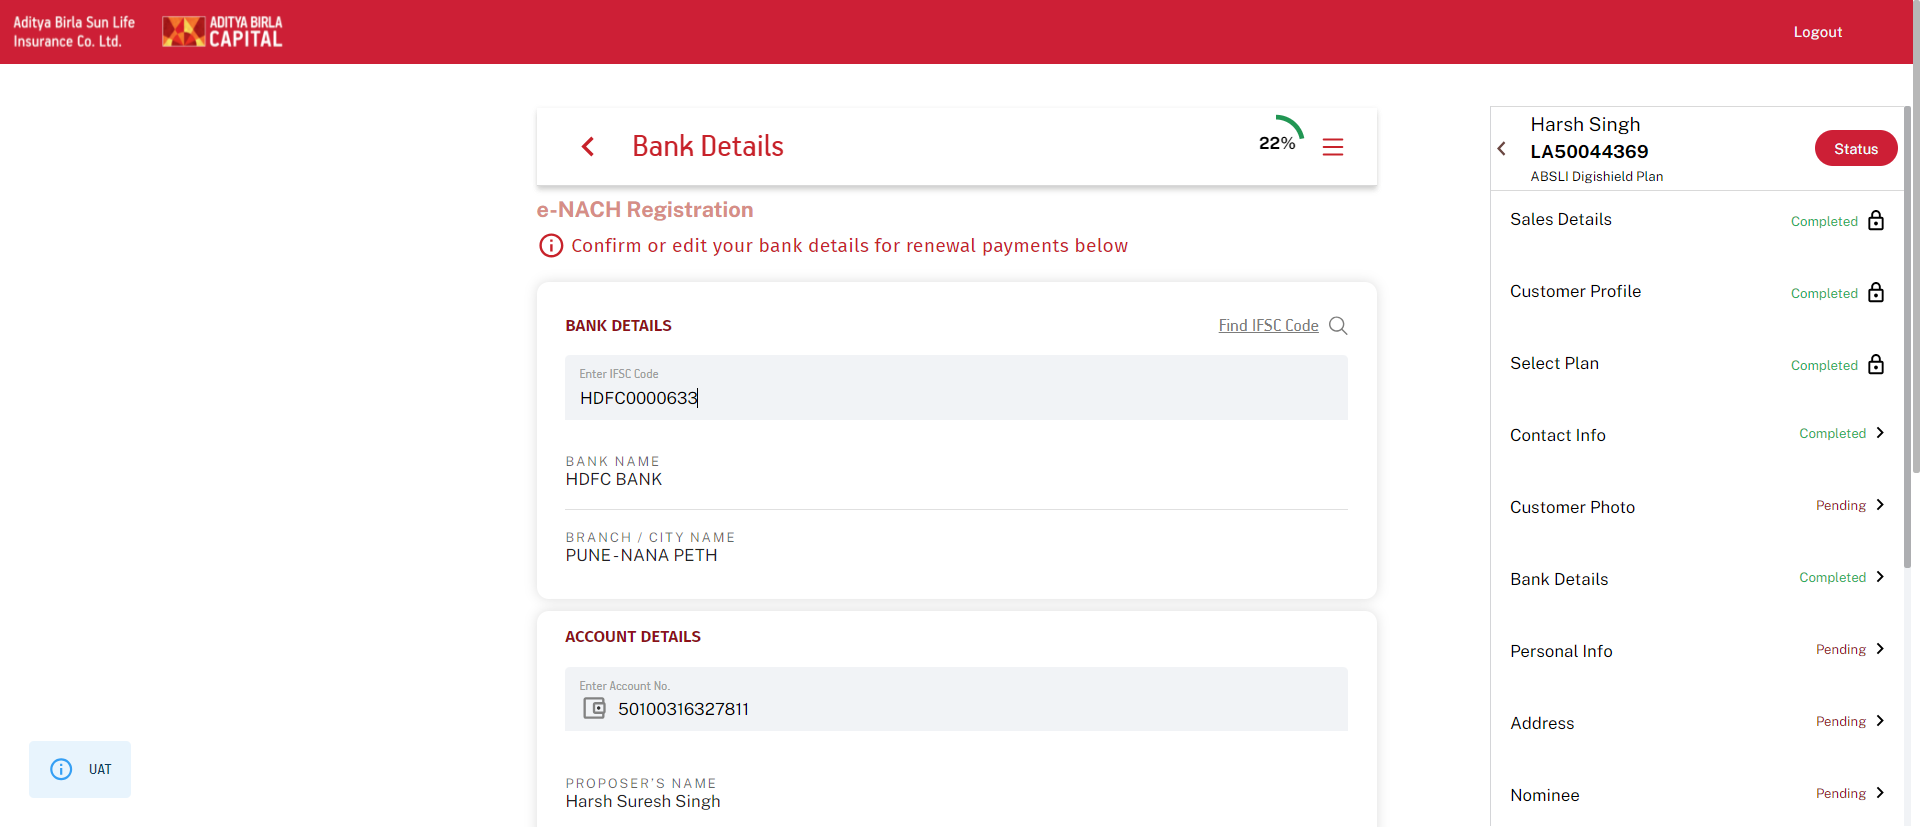 Aditya Birla Sun Life
Insurance Co. Ltd.
ADITYA BIRLA
CAPITAL
Logout
Bank Details
22%
e-NACH Registration
Confirm or edit your bank details for renewal payments below
BANK DETAILS
Find IFSC Code
Enter IFSC Code
HDFC0000633
BANK NAME
HDFC BANK
BRANCH / CITY NAME
PUNE - NANA PETH
ACCOUNT DETAILS
Enter Account No.
50100316327811
PROPOSER'S NAME
Harsh Suresh Singh
UAT
Harsh Singh
LA50044369
ABSLI Digishield Plan
Status
Sales Details Completed
Customer Profile Completed
Select Plan Completed
Contact Info Completed
Customer Photo Pending
Bank Details Completed
Personal Info Pending
Address Pending
Nominee Pending